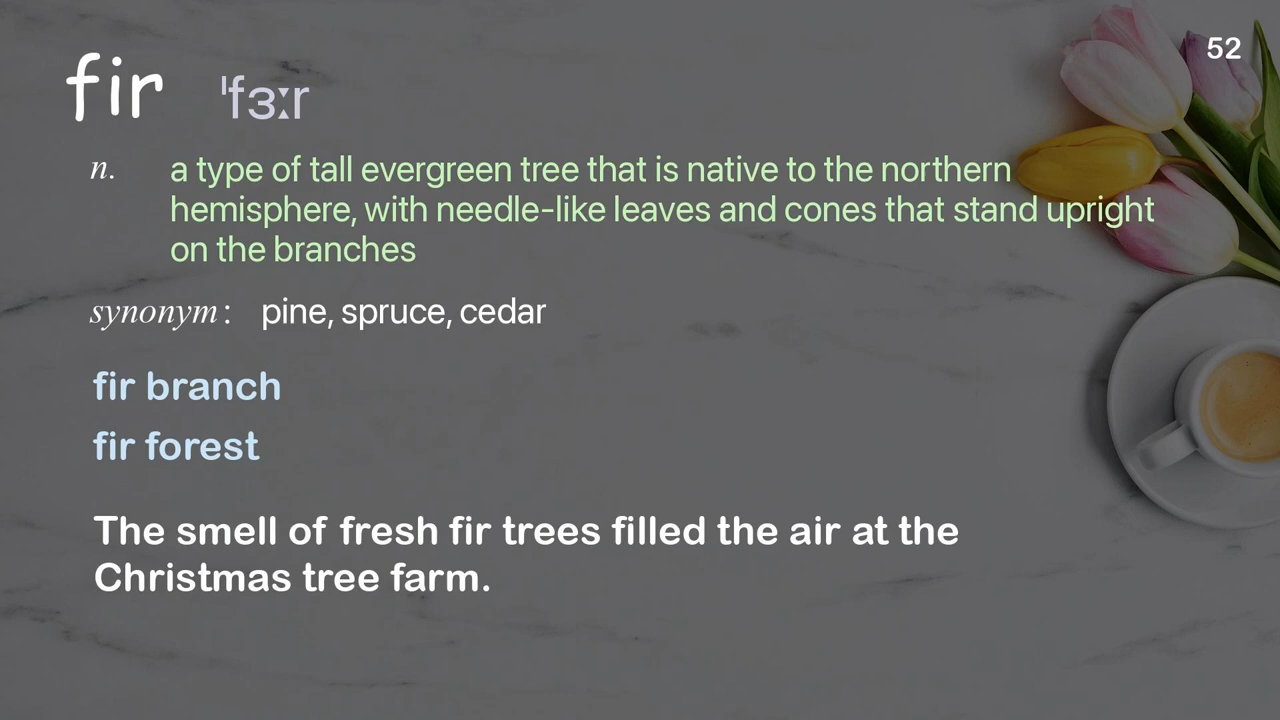 52
fir ˈfɜːr
n. a type of tall evergreen tree that is native to the northern
hemisphere, with needle-like leaves and cones that stand upright
on the branches
synonym: pine, spruce, cedar
fir branch
fir forest
The smell of fresh fir trees filled the air at the
Christmas tree farm.